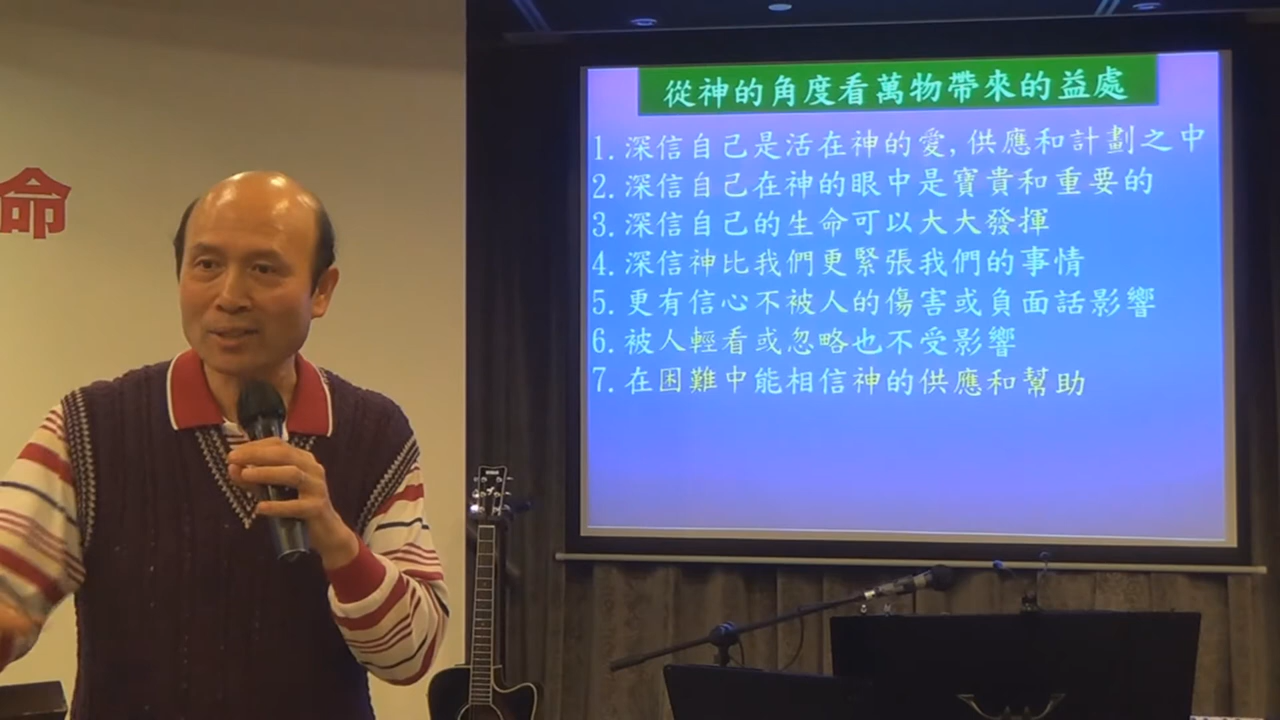 命
從神的角度看萬物帶來的益處
1. 深信自己是活在神的愛,供應和計劃之中
2. 深信自己在神的眼中是寶貴和重要的
3. 深信自己的生命可以大大發揮
4. 深信神比我們更緊張我們的事情
5. 更有信心不被人的傷害或負面話影響
6. 被人輕看或忽略也不受影響
7. 在困難中能相信神的供應和幫助